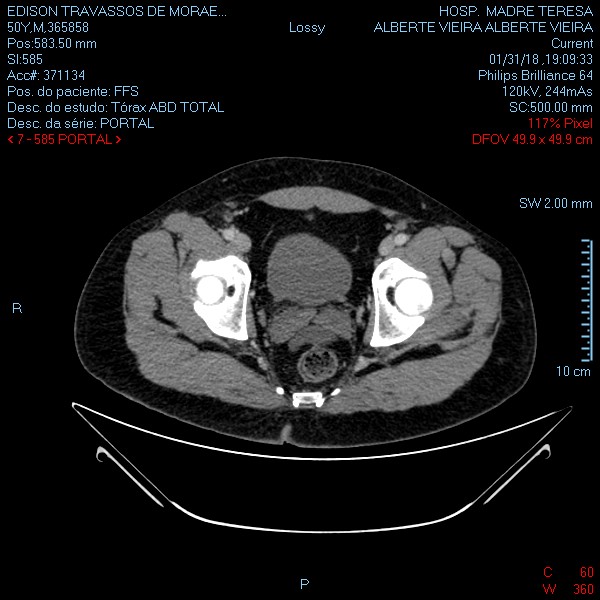 EDISON TRAVASSOS DE MORAE...
50Y,M,365858
Pos:583.50 mm
SI:585
Acc#: 371134
Pos. do paciente: FFS
Desc. do estudo: Tórax ABD TOTAL
Desc. da série: PORTAL
< 7 - 585 PORTAL >
Lossy
HOSP. MADRE TERESA
ALBERTE VIEIRA ALBERTE VIEIRA
Current
01/31/18 ,19:09:33
Philips Brilliance 64
120kV, 244mAs
SC:500.00 mm
117% Pixel
DFOV 49.9 x 49.9 cm
SW 2.00 mm
R
10 cm
P
C 60
W 360